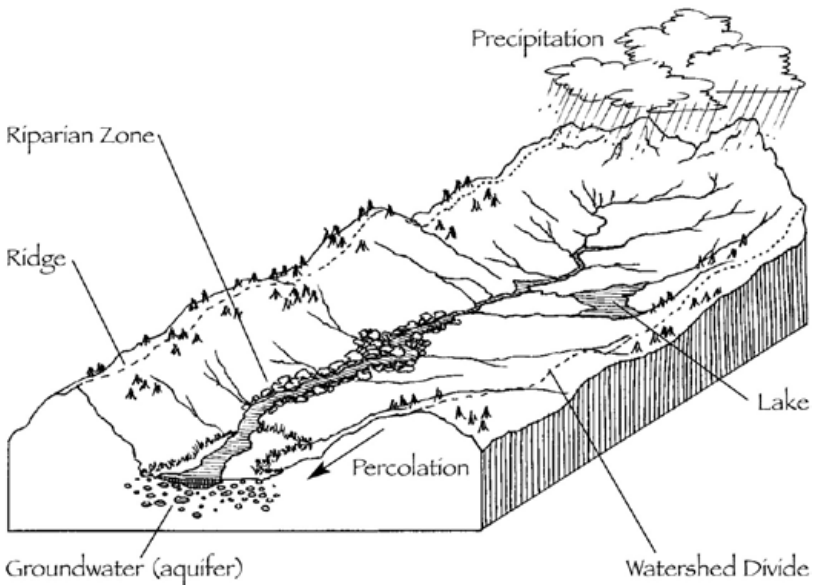 Precipitation
Riparian Zone
Ridge
Lake
Percolation
Groundwater (aquifer)
Watershed Divide